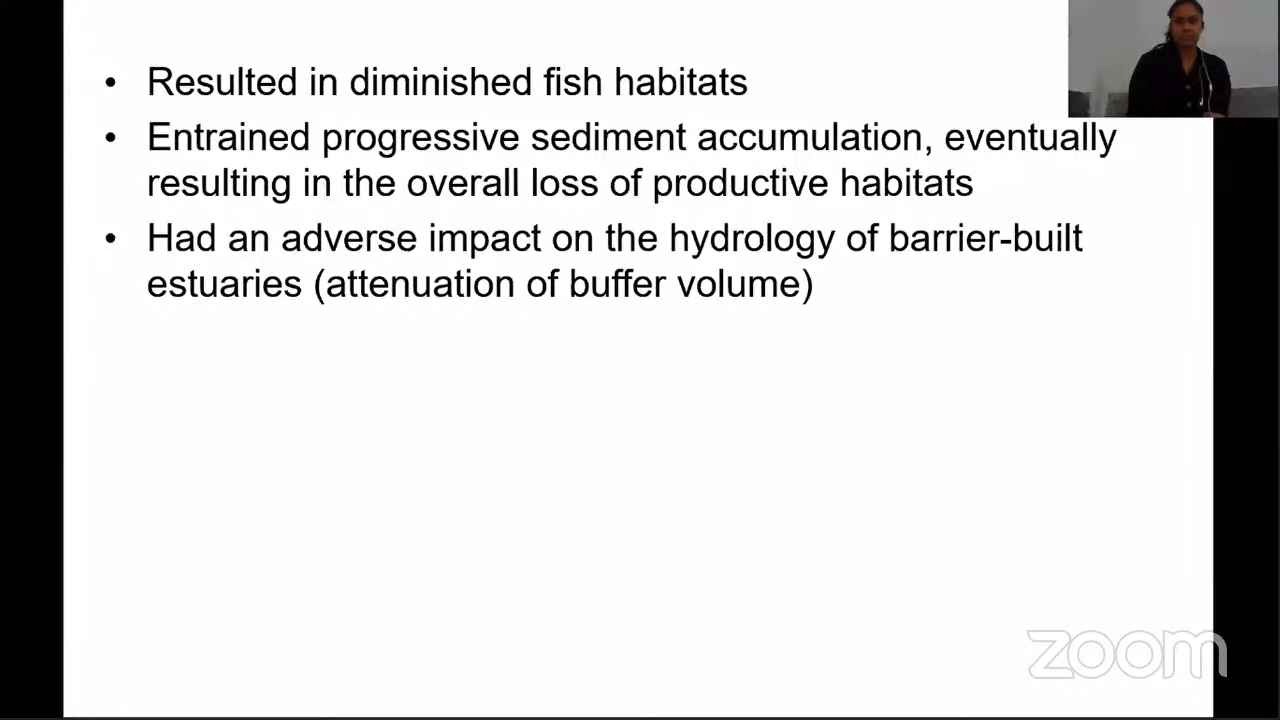 • Resulted in diminished fish habitats
• Entrained progressive sediment accumulation, eventually
resulting in the overall loss of productive habitats
• Had an adverse impact on the hydrology of barrier-built
estuaries (attenuation of buffer volume)
zoom